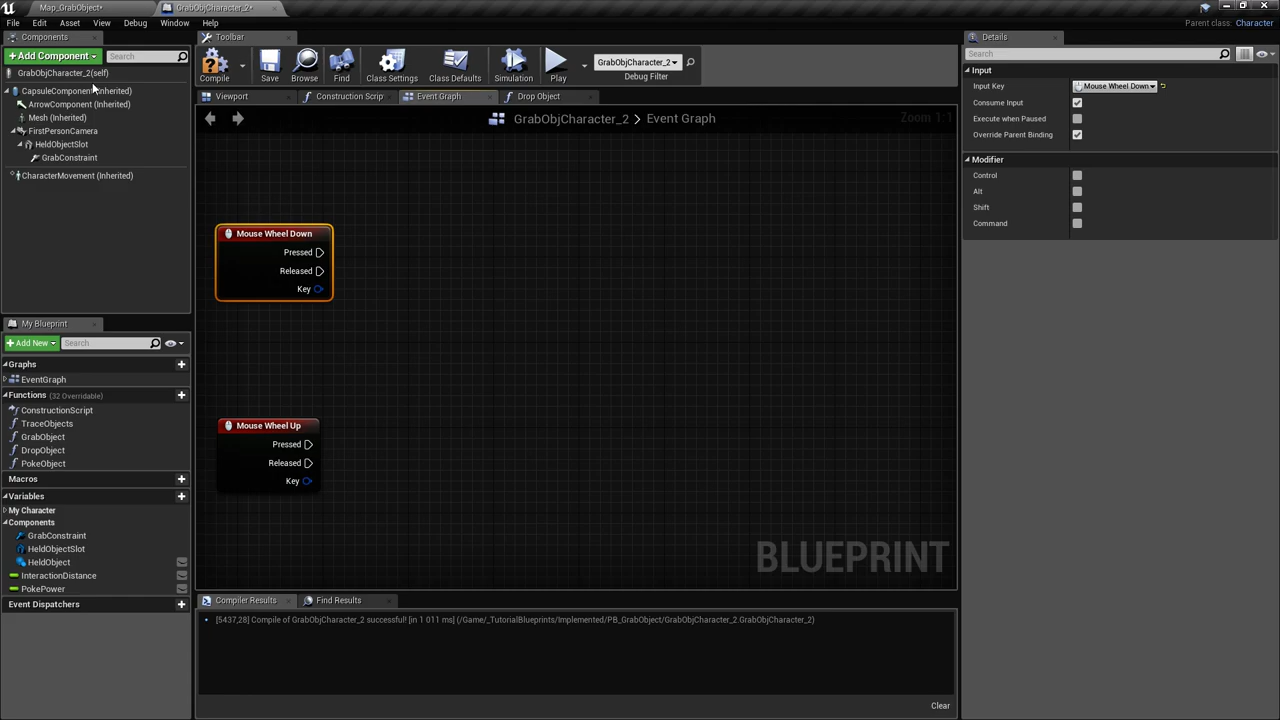 Map_GrabObject*
GrabObjCharacter_2*
File Edit Asset View Debug Window Help
Parent class: Character
Components
Toolbar
Details
+Add Component
Search
GrabObjCharacter_2(self)
CapsuleComponent (Inherited)
ArrowComponent (Inherited)
Mesh (Inherited)
FirstPersonCamera
HeldObjectSlot
GrabConstraint
CharacterMovement (Inherited)
Compile
Save
Browse
Find
Class Settings
Class Defaults
Simulation
Play
GrabObjCharacter_2
Debug Filter
Viewport
Construction Scrip
Event Graph
Drop Object
GrabObjCharacter_2 > Event Graph
Zoom 1:1
Mouse Wheel Down
Pressed
Released
Key
Mouse Wheel Up
Pressed
Released
Key
BLUEPRINT
Search
Input
Input Key
Mouse Wheel Down
Consume Input
Execute when Paused
Override Parent Binding
Modifier
Control
Alt
Shift
Command
My Blueprint
+Add New
Search
Graphs
EventGraph
Functions (32 Overridable)
ConstructionScript
TraceObjects
GrabObject
DropObject
PokeObject
Macros
Variables
My Character
Components
GrabConstraint
HeldObjectSlot
HeldObject
InteractionDistance
PokePower
Event Dispatchers
Compiler Results
Find Results
[5437,28] Compile of GrabObjCharacter_2 successful! [in 1 011 ms] (/Game/_TutorialBlueprints/Implemented/PB_GrabObject/GrabObjCharacter_2.GrabObjCharacter_2)
Clear